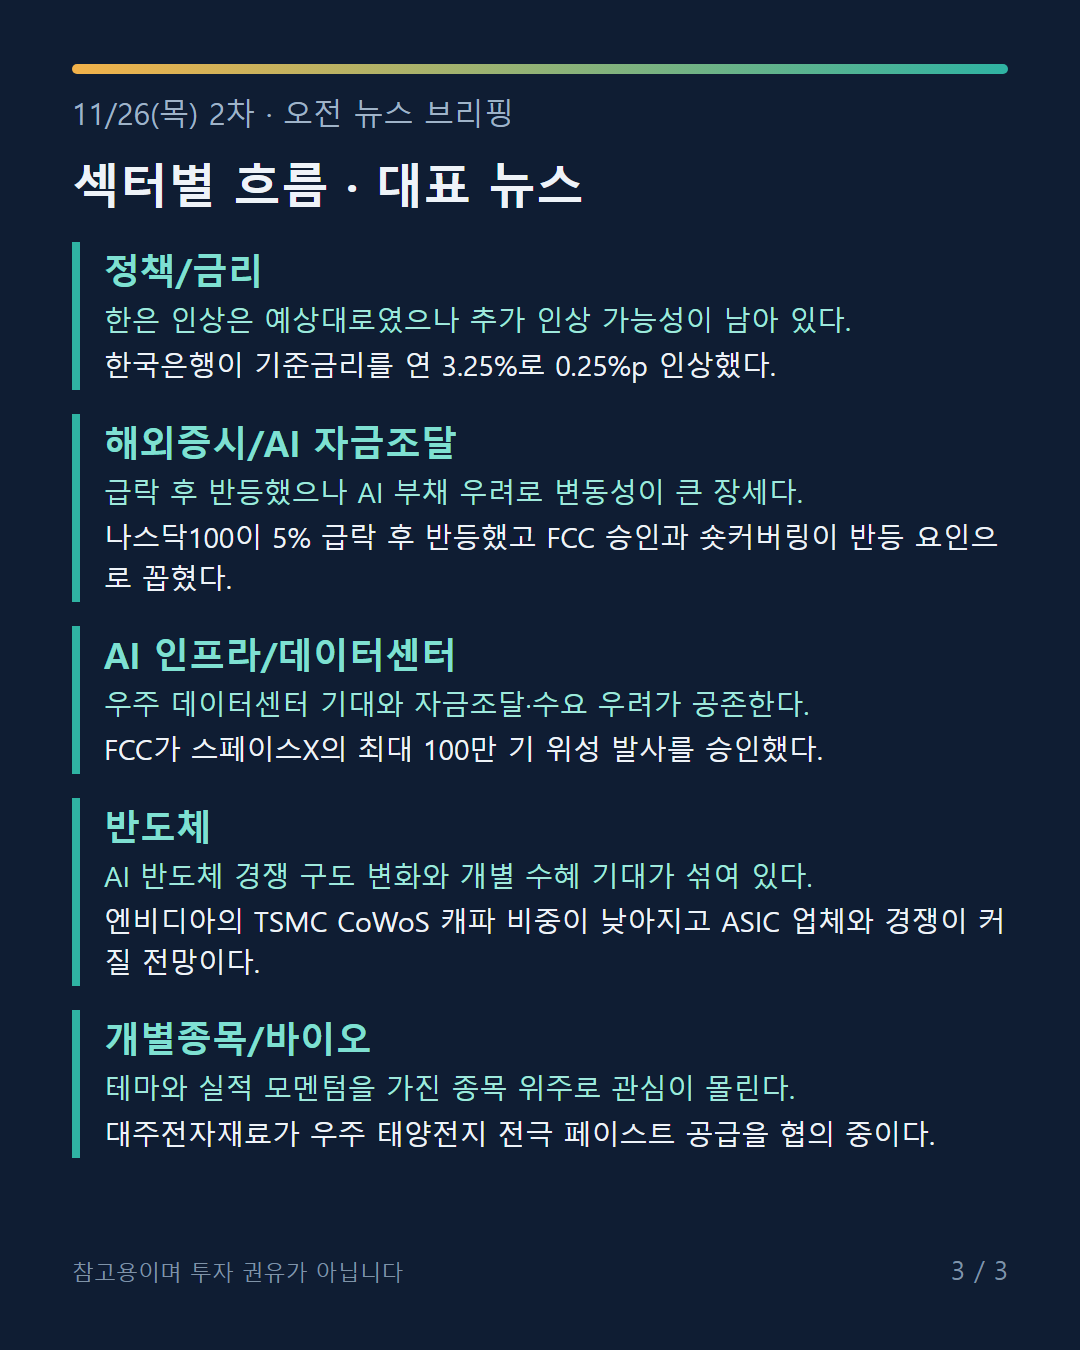 11/26(목) 2차 · 오전 뉴스 브리핑
섹터별 흐름 · 대표 뉴스
정책/금리
한은 인상은 예상대로였으나 추가 인상 가능성이 남아 있다.
한국은행이 기준금리를 연 3.25%로 0.25%p 인상했다.
해외증시/AI 자금조달
급락 후 반등했으나 AI 부채 우려로 변동성이 큰 장세다.
나스닥100이 5% 급락 후 반등했고 FCC 승인과 숏커버링이 반등 요인으
로 꼽혔다.
AI 인프라/데이터센터
우주 데이터센터 기대와 자금조달·수요 우려가 공존한다.
FCC가 스페이스X의 최대 100만 기 위성 발사를 승인했다.
반도체
AI 반도체 경쟁 구도 변화와 개별 수혜 기대가 섞여 있다.
엔비디아의 TSMC CoWoS 캐파 비중이 낮아지고 ASIC 업체와 경쟁이 커
질 전망이다.
개별종목/바이오
테마와 실적 모멘텀을 가진 종목 위주로 관심이 몰린다.
대주전자재료가 우주 태양전지 전극 페이스트 공급을 협의 중이다.
참고용이며 투자 권유가 아닙니다
3 / 3